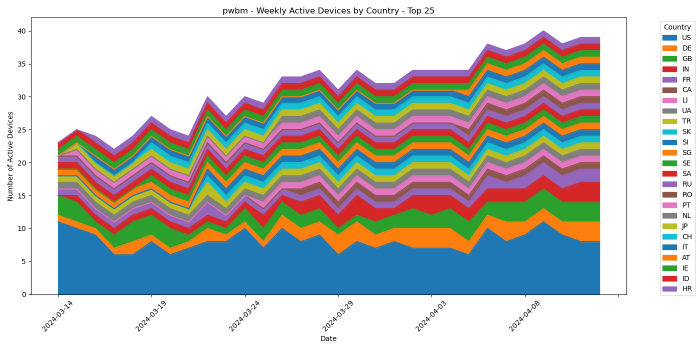 pwbm - Weekly Active Devices by Country - Top 25
Number of Active Devices
40
35
30
25
20
15
10
5
0
2024-03-14
2024-03-19
2024-03-24
2024-03-29
2024-04-03
2024-04-08
Date
Country
US
DE
GB
IN
FR
CA
LI
UA
TR
SK
SI
SG
SE
SA
RU
RO
PT
NL
JP
CH
IT
AT
IE
ID
HR